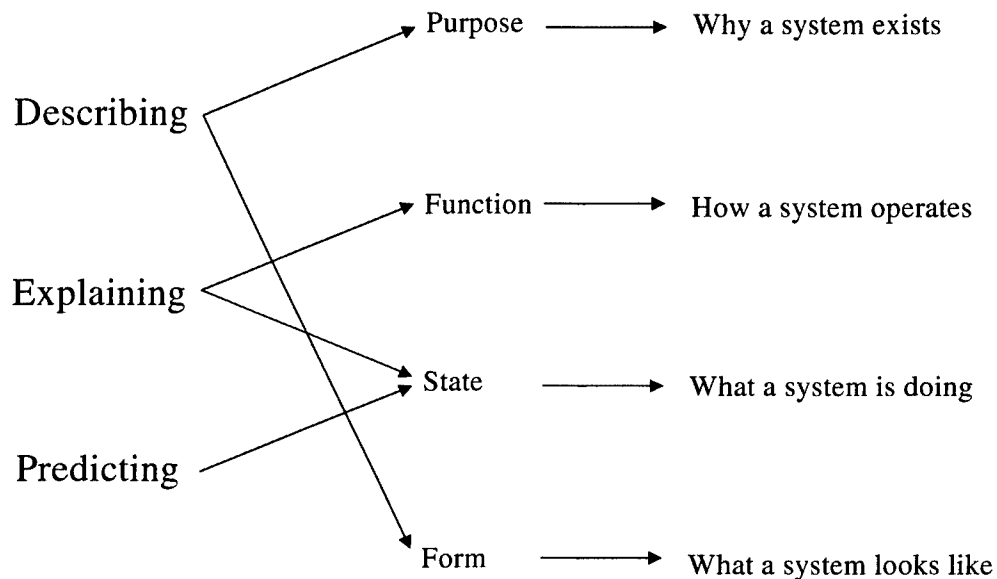 Purpose
Why a system exists
Describing
Function
How a system operates
Explaining
State
What a system is doing
Predicting
Form
What a system looks like